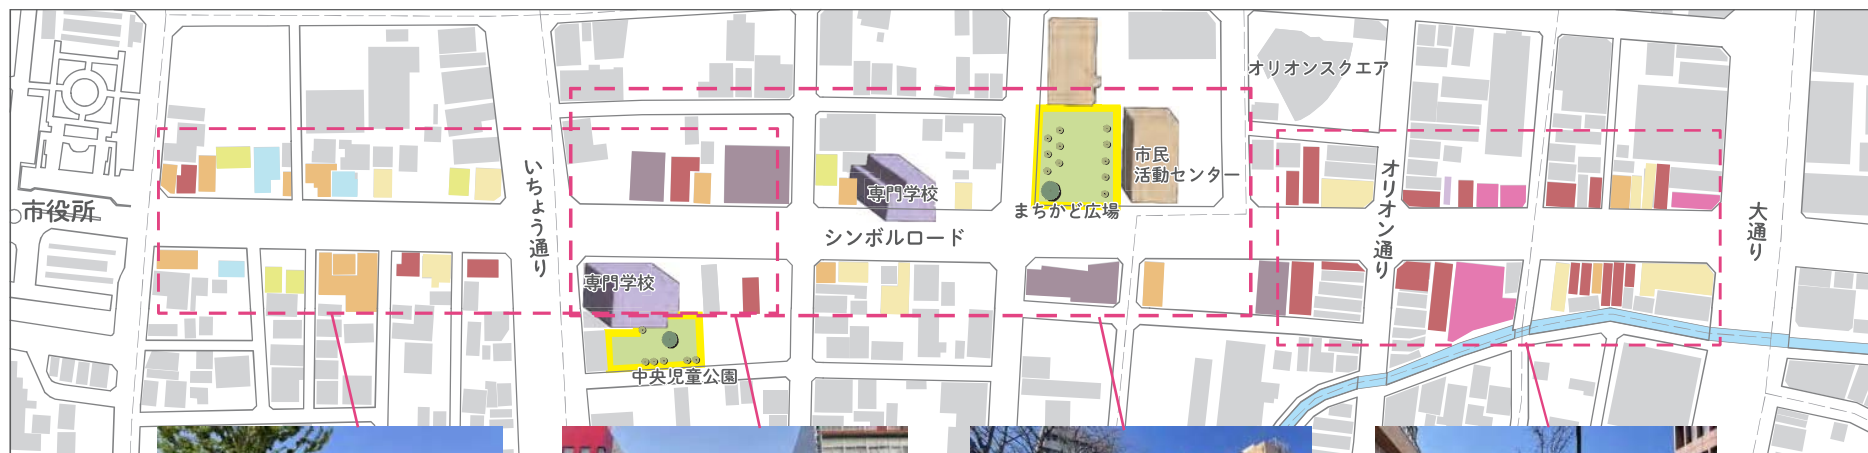 オリオンスクエア
いちょう通り
市民
活動センター
オリオン通り
専門学校
市役所
まちかど広場
大通り
シンボルロード
専門学校
中央児童公園